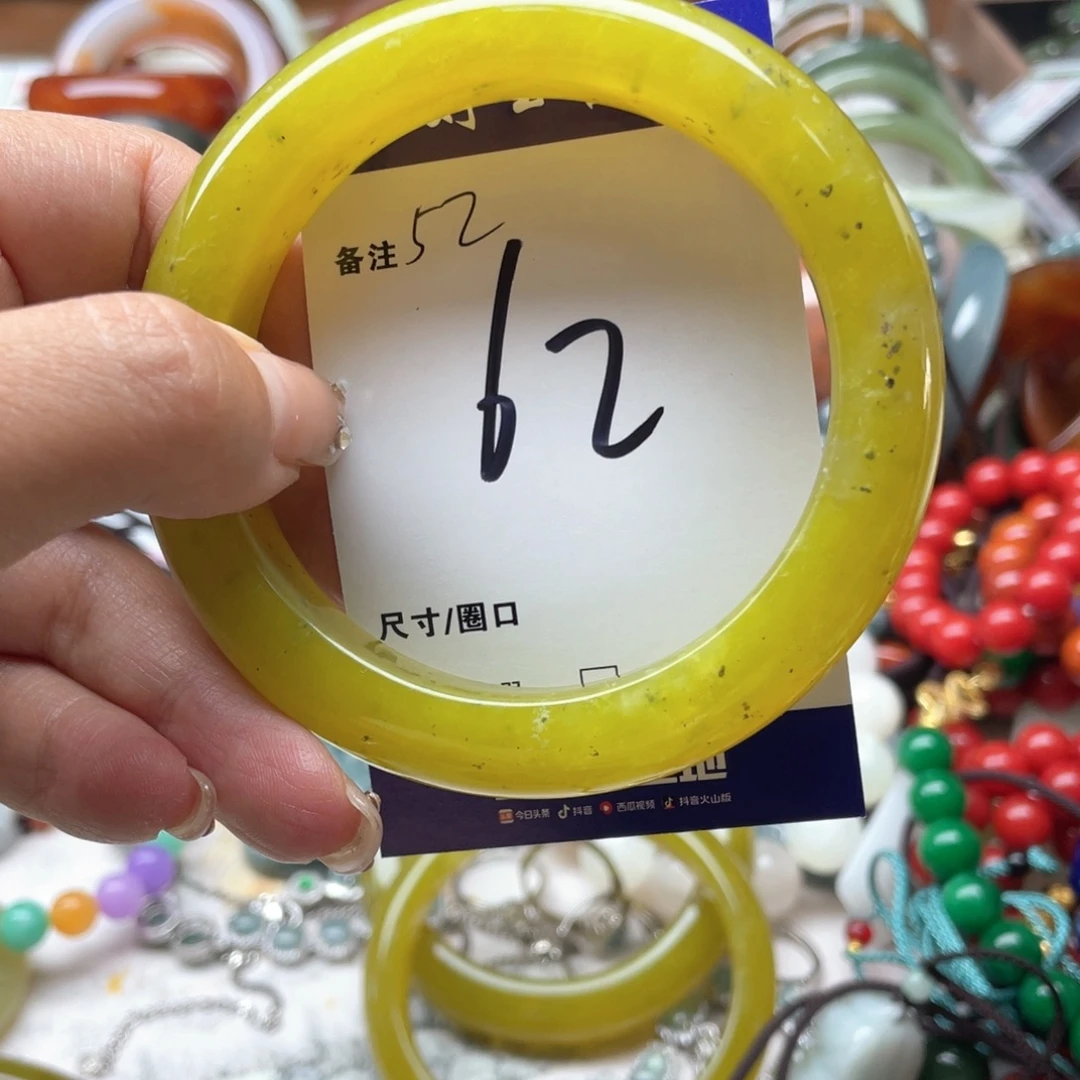 备注 52
62
尺寸/圈口
今日头条 抖音 西瓜视频 抖音火山版